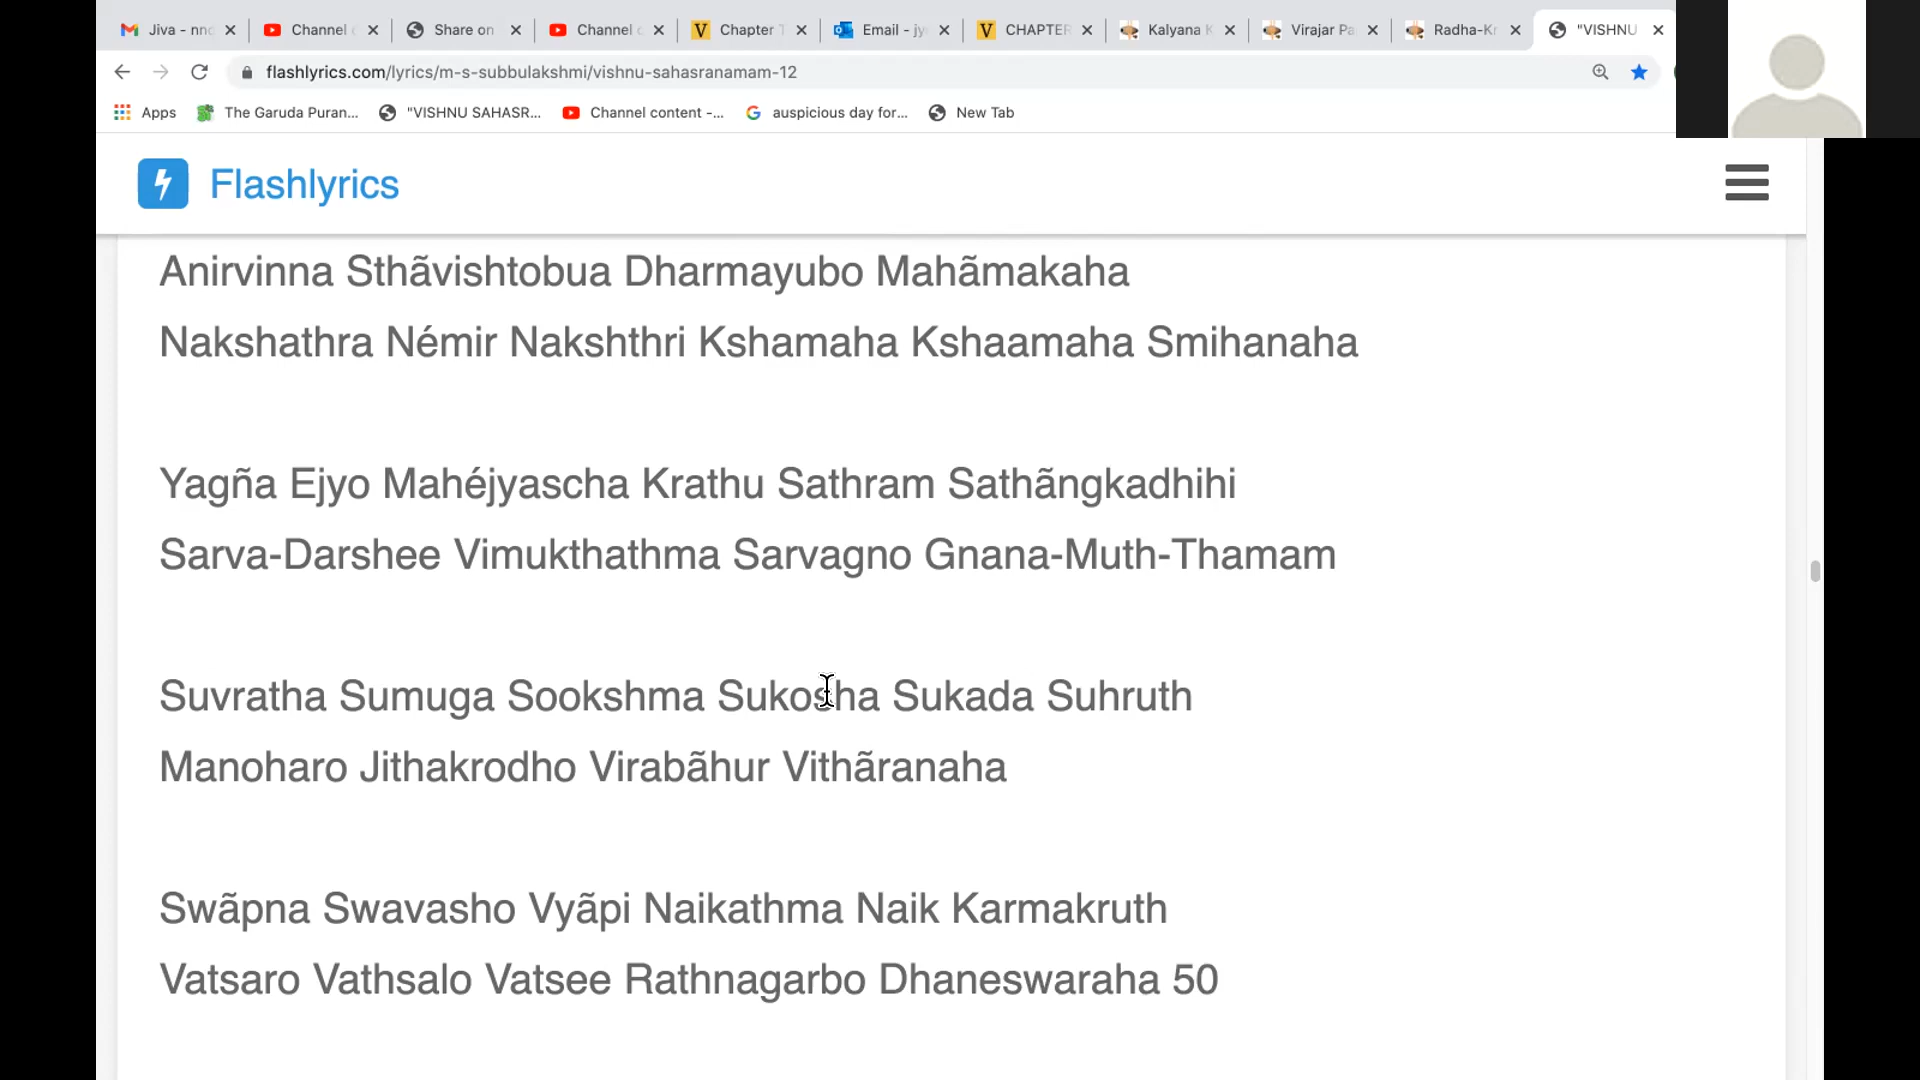 Jiva - nno
Channel c
Share on
Channel c
Chapter T
Email - jy
CHAPTER
Kalyana K
Virajar Pa
Radha-Kr
"VISHNU
flashlyrics.com/lyrics/m-s-subbulakshmi/vishnu-sahasranamam-12
Apps
The Garuda Puran...
"VISHNU SAHASR...
Channel content -...
auspicious day for...
New Tab
Flashlyrics
Anirvinna Sthãvishtobua Dharmayubo Mahãmakaha
Nakshathra Némir Nakshthri Kshamaha Kshaamaha Smihanaha
Yagña Ejyo Mahéjyascha Krathu Sathram Sathãngkadhihi
Sarva-Darshee Vimukthathma Sarvagno Gnana-Muth-Thamam
Suvratha Sumuga Sookshma Sukosha Sukada Suhruth
Manoharo Jithakrodho Virabãhur Vithãranaha
Swãpna Swavasho Vyãpi Naikathma Naik Karmakruth
Vatsaro Vathsalo Vatsee Rathnagarbo Dhaneswaraha 50